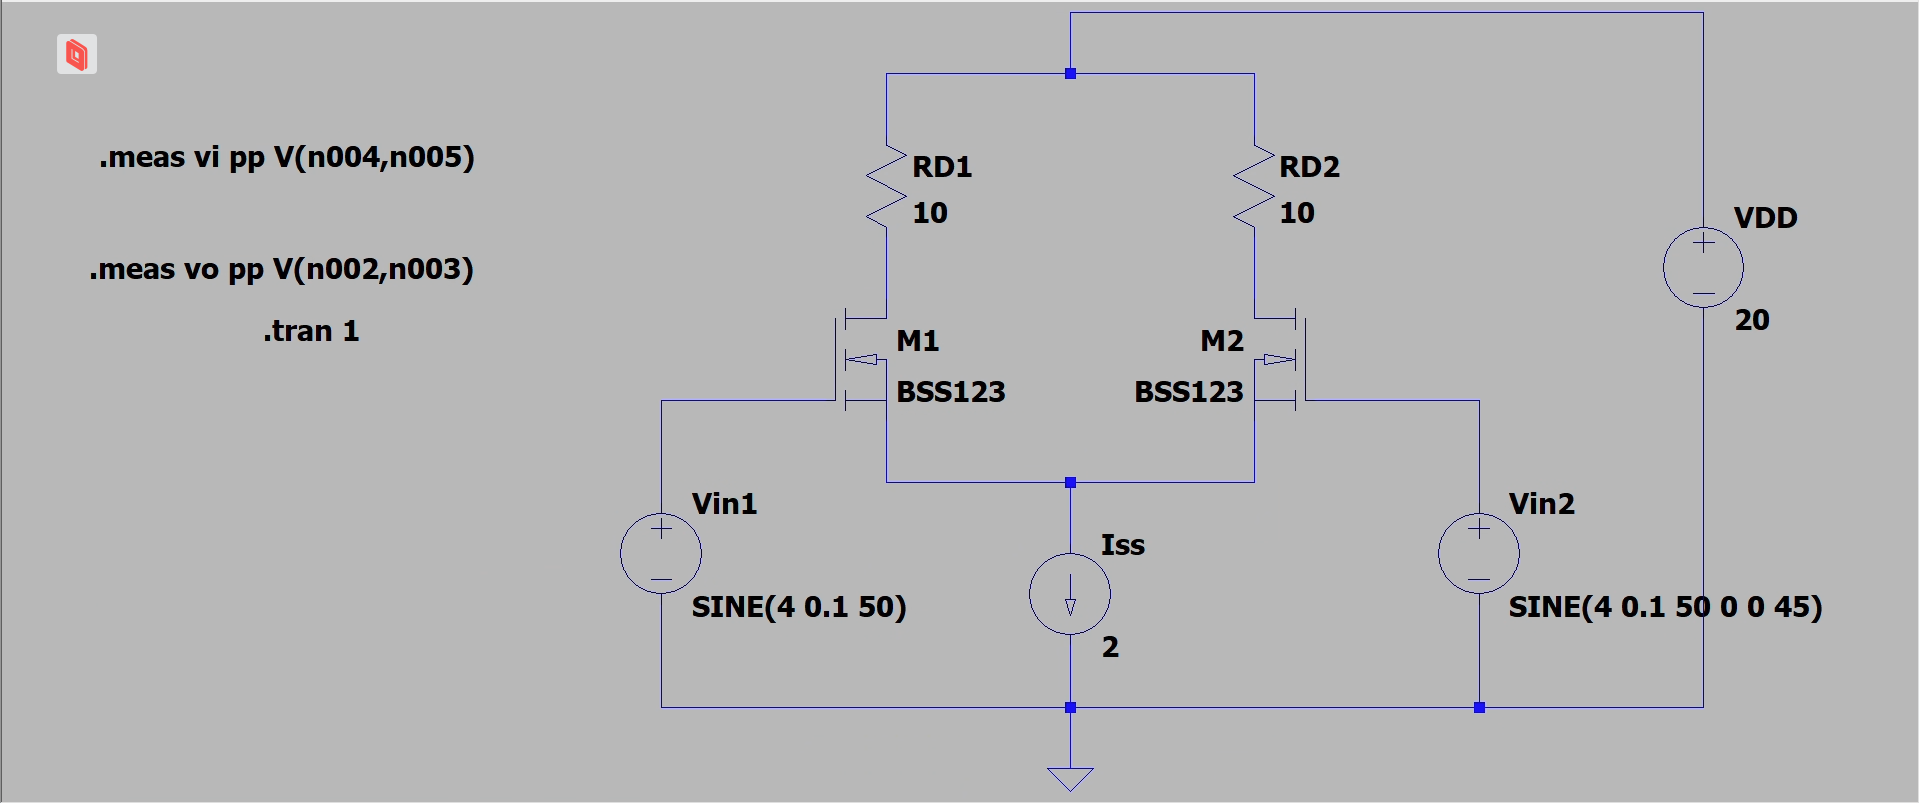 .meas vi pp V(n004,n005)
.meas vo pp V(n002,n003)
.tran 1
RD1
10
RD2
10
VDD
20
M1
BSS123
M2
BSS123
Vin1
SINE(4 0.1 50)
Iss
2
Vin2
SINE(4 0.1 50 0 0 45)